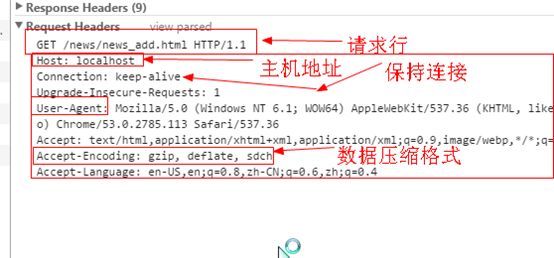 Response Headers (9)
Request Headers view parsed
GET /news/news_add.html HTTP/1.1 请求行
Host: localhost 主机地址
Connection: keep-alive 保持连接
Upgrade-Insecure-Requests: 1
User-Agent: Mozilla/5.0 (Windows NT 6.1; WOW64) AppleWebKit/537.36 (KHTML, like
o) Chrome/53.0.2785.113 Safari/537.36
Accept: text/html,application/xhtml+xml,application/xml;q=0.9,image/webp,*/*;q=
Accept-Encoding: gzip, deflate, sdch 数据压缩格式
Accept-Language: en-US,en;q=0.8,zh-CN;q=0.6,zh;q=0.4